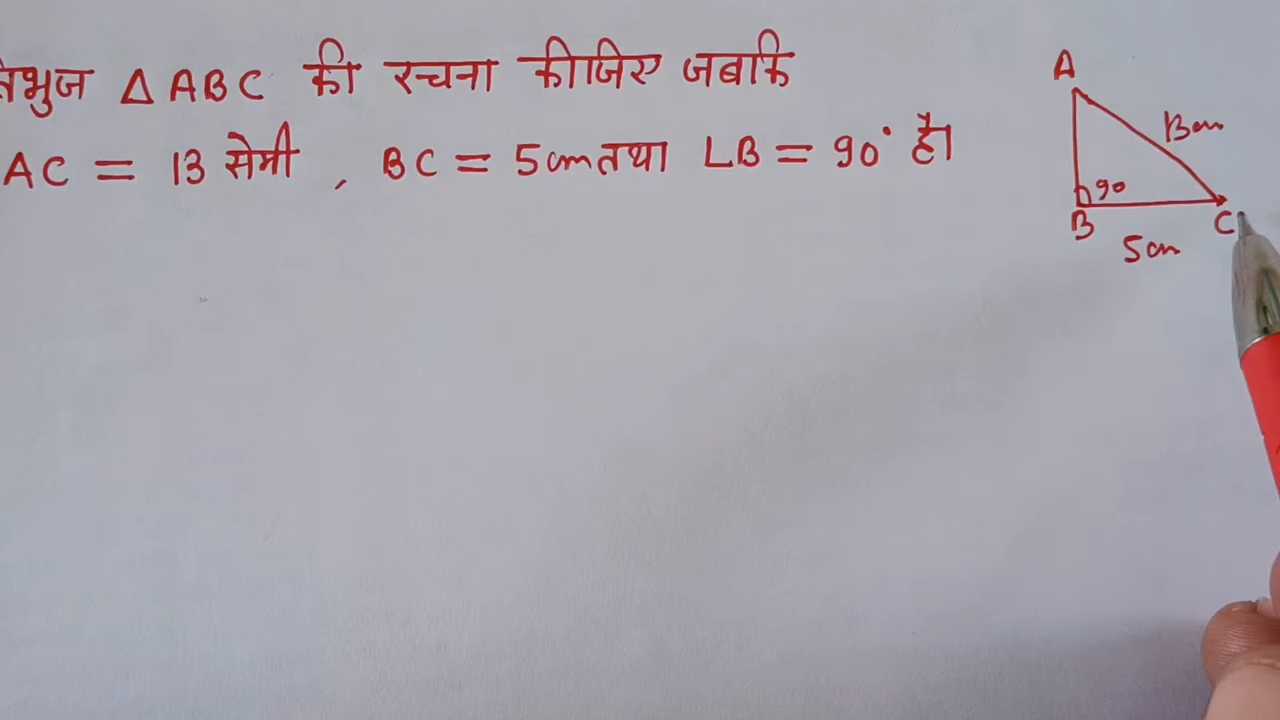 △ABC की रचना कीजिए जबकि
AC = 13 सेमी , BC = 5cm तथा ∠B = 90° है।
A
13cm
90
B
C
5cm